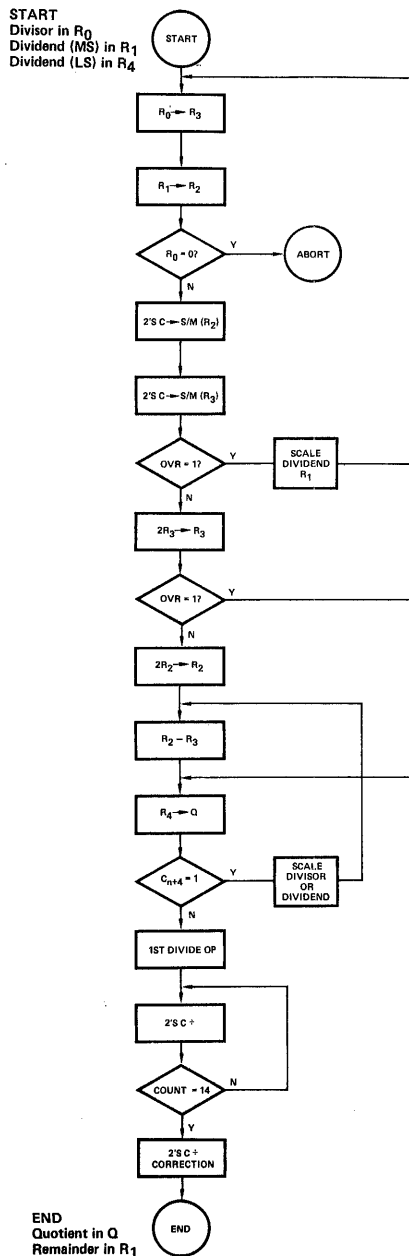 START
Divisor in R0
Dividend (MS) in R1
Dividend (LS) in R4
START
R0 → R3
R1 → R2
R0 = 0?
Y
ABORT
N
2'S C → S/M (R2)
2'S C → S/M (R3)
OVR = 1?
Y
SCALE
DIVIDEND
R1
N
2R3 → R3
OVR = 1?
Y
N
2R2 → R2
R2 – R3
R4 → Q
Cn+4 = 1
Y
SCALE
DIVISOR
OR
DIVIDEND
N
1ST DIVIDE OP
2'S C ÷
COUNT = 14
N
Y
2'S C ÷
CORRECTION
END
END
Quotient in Q
Remainder in R1